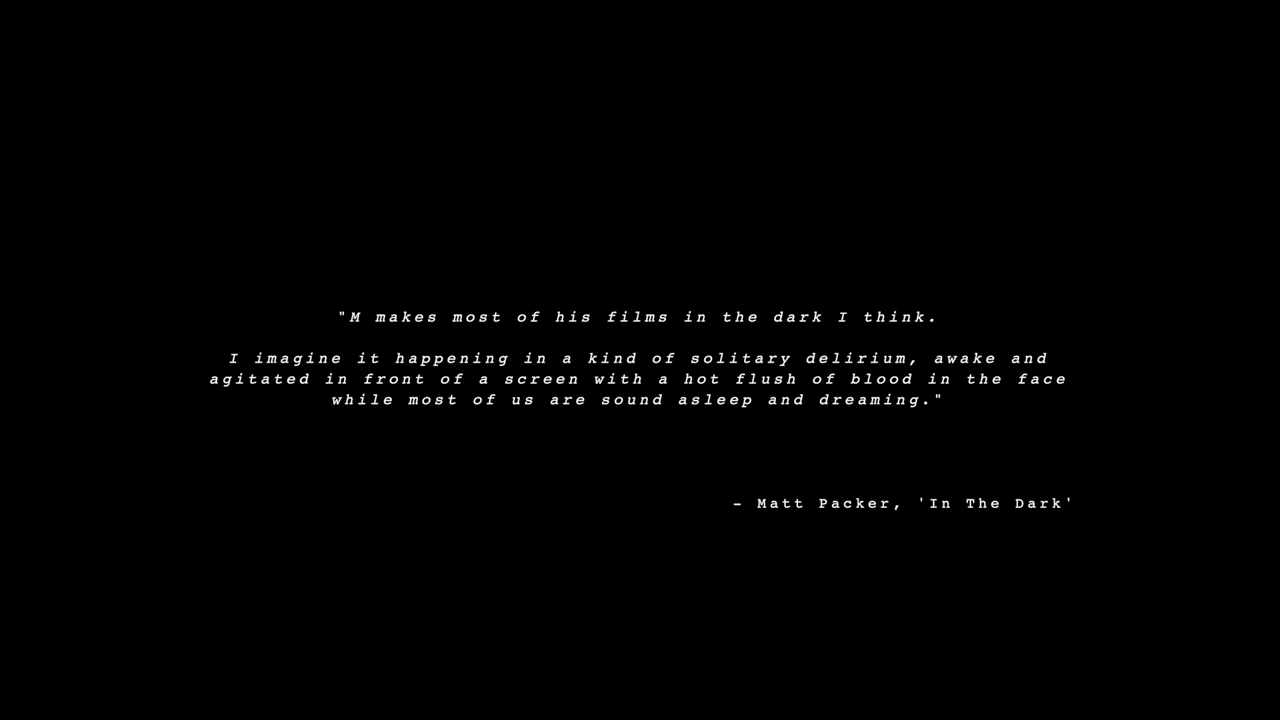 "M makes most of his films in the dark I think.
I imagine it happening in a kind of solitary delirium, awake and
agitated in front of a screen with a hot flush of blood in the face
while most of us are sound asleep and dreaming."
– Matt Packer, 'In The Dark'